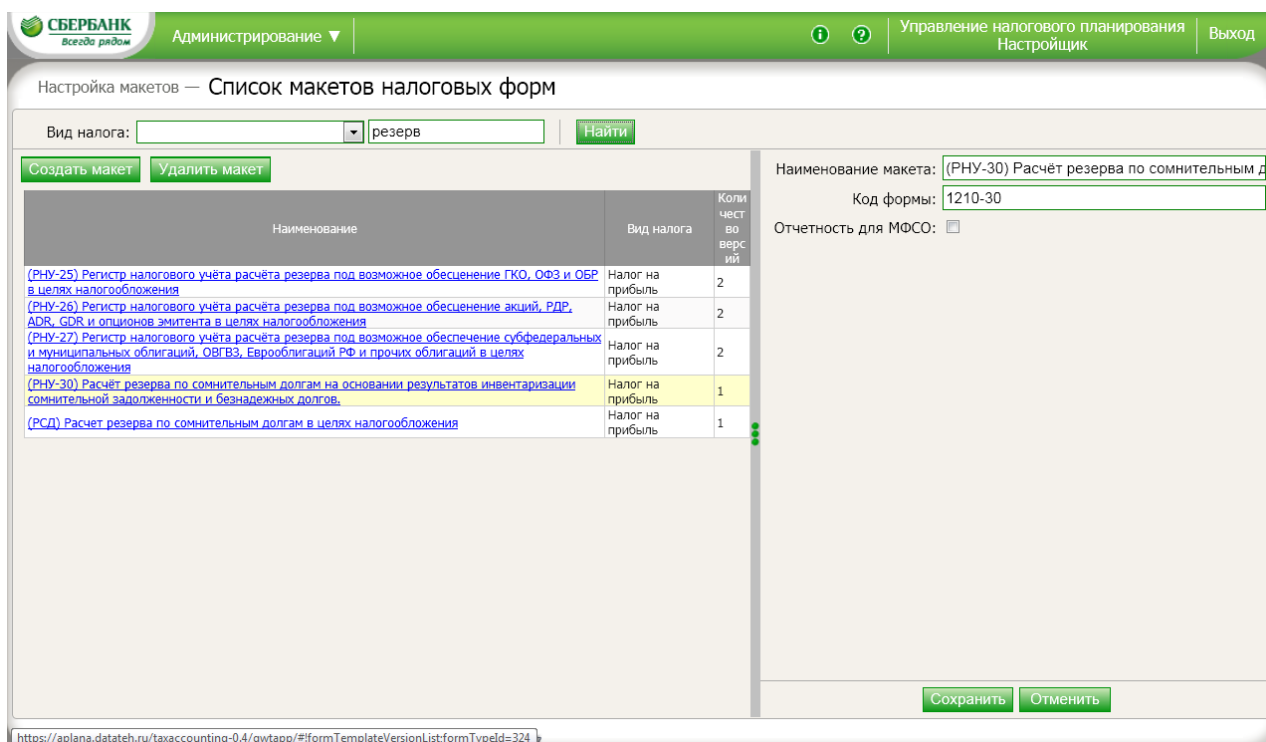 СБЕРБАНК
Всегда рядом
Администрирование ▼
Управление налогового планирования
Настройщик
Выход
Настройка макетов — Список макетов налоговых форм
Вид налога: резерв Найти
Создать макет Удалить макет
Наименование Вид налога
Коли
чест
во
верс
ий
(РНУ-25) Регистр налогового учёта расчёта резерва под возможное обесценение ГКО, ОФЗ и ОБР
в целях налогообложения
Налог на
прибыль
2
(РНУ-26) Регистр налогового учёта расчёта резерва под возможное обесценение акций, РДР,
ADR, GDR и опционов эмитента в целях налогообложения
Налог на
прибыль
2
(РНУ-27) Регистр налогового учёта расчёта резерва под возможное обеспечение субфедеральных
и муниципальных облигаций, ОВГВЗ, Еврооблигаций РФ и прочих облигаций в целях
налогообложения
Налог на
прибыль
2
(РНУ-30) Расчёт резерва по сомнительным долгам на основании результатов инвентаризации
сомнительной задолженности и безнадежных долгов.
Налог на
прибыль
1
(РСД) Расчет резерва по сомнительным долгам в целях налогообложения
Налог на
прибыль
1
Наименование макета: (РНУ-30) Расчёт резерва по сомнительным д
Код формы: 1210-30
Отчетность для МФСО:
Сохранить Отменить
https://aplana.datateh.ru/taxaccounting-0.4/gwtapp/#!formTemplateVersionList;formTypeId=324